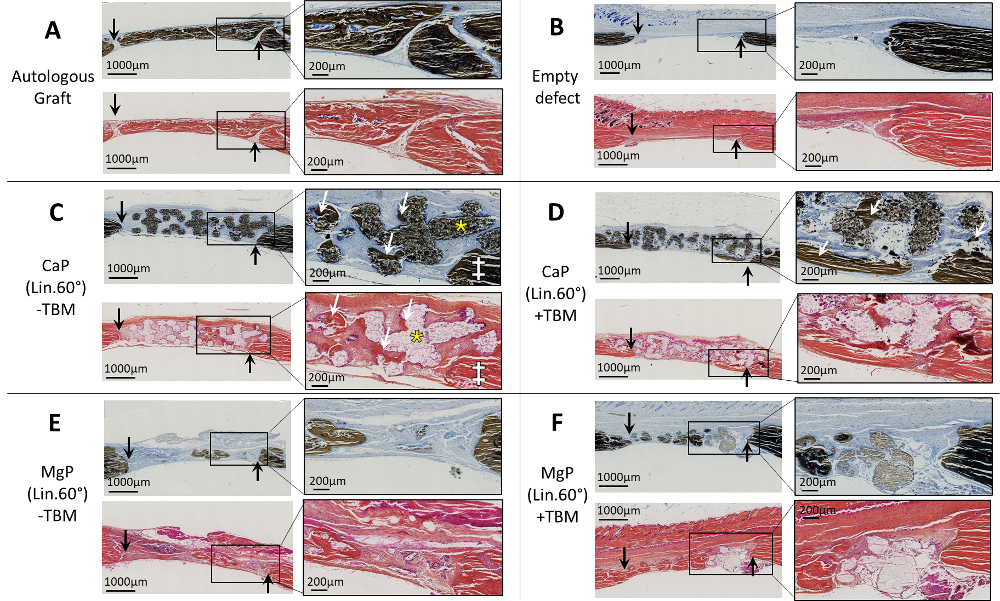 A
Autologous
Graft
1000µm
200µm
1000µm
200µm
B
Empty
defect
1000µm
200µm
1000µm
200µm
C
CaP
(Lin.60°)
-TBM
1000µm
*
‡
200µm
1000µm
*
‡
200µm
D
CaP
(Lin.60°)
+TBM
1000µm
200µm
1000µm
200µm
E
MgP
(Lin.60°)
-TBM
1000µm
200µm
1000µm
200µm
F
MgP
(Lin.60°)
+TBM
1000µm
200µm
1000µm
200µm